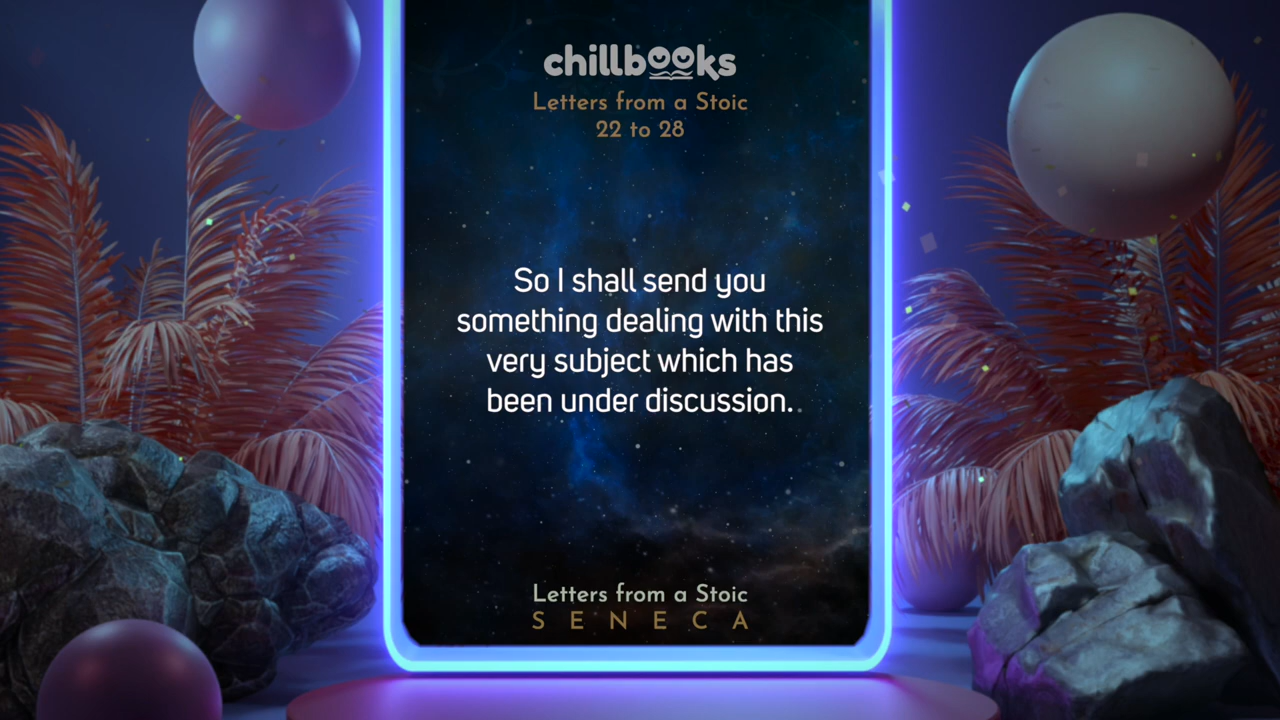 chillbooks
Letters from a Stoic
22 to 28
So I shall send you
something dealing with this
very subject which has
been under discussion.
Letters from a Stoic
SENECA